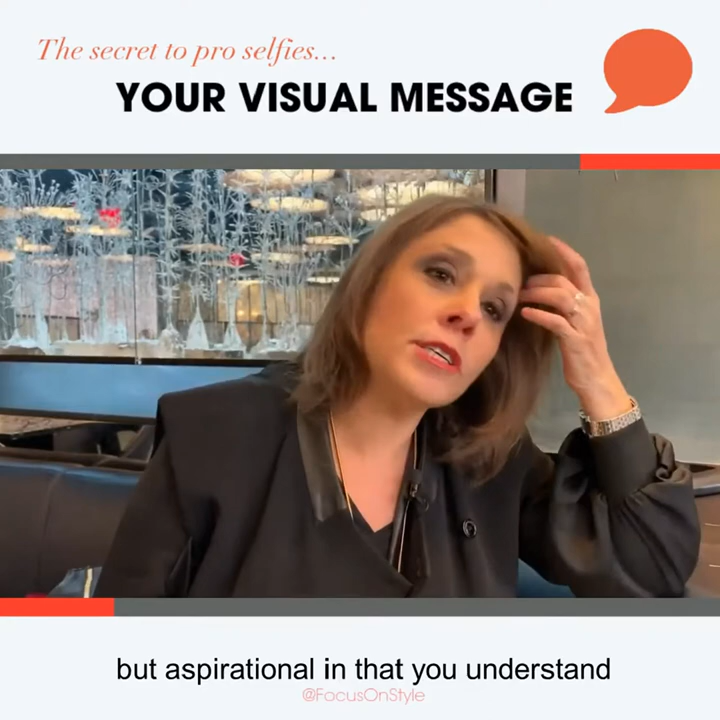 The secret to pro selfies...
YOUR VISUAL MESSAGE
but aspirational in that you understand
@FocusOnStyle